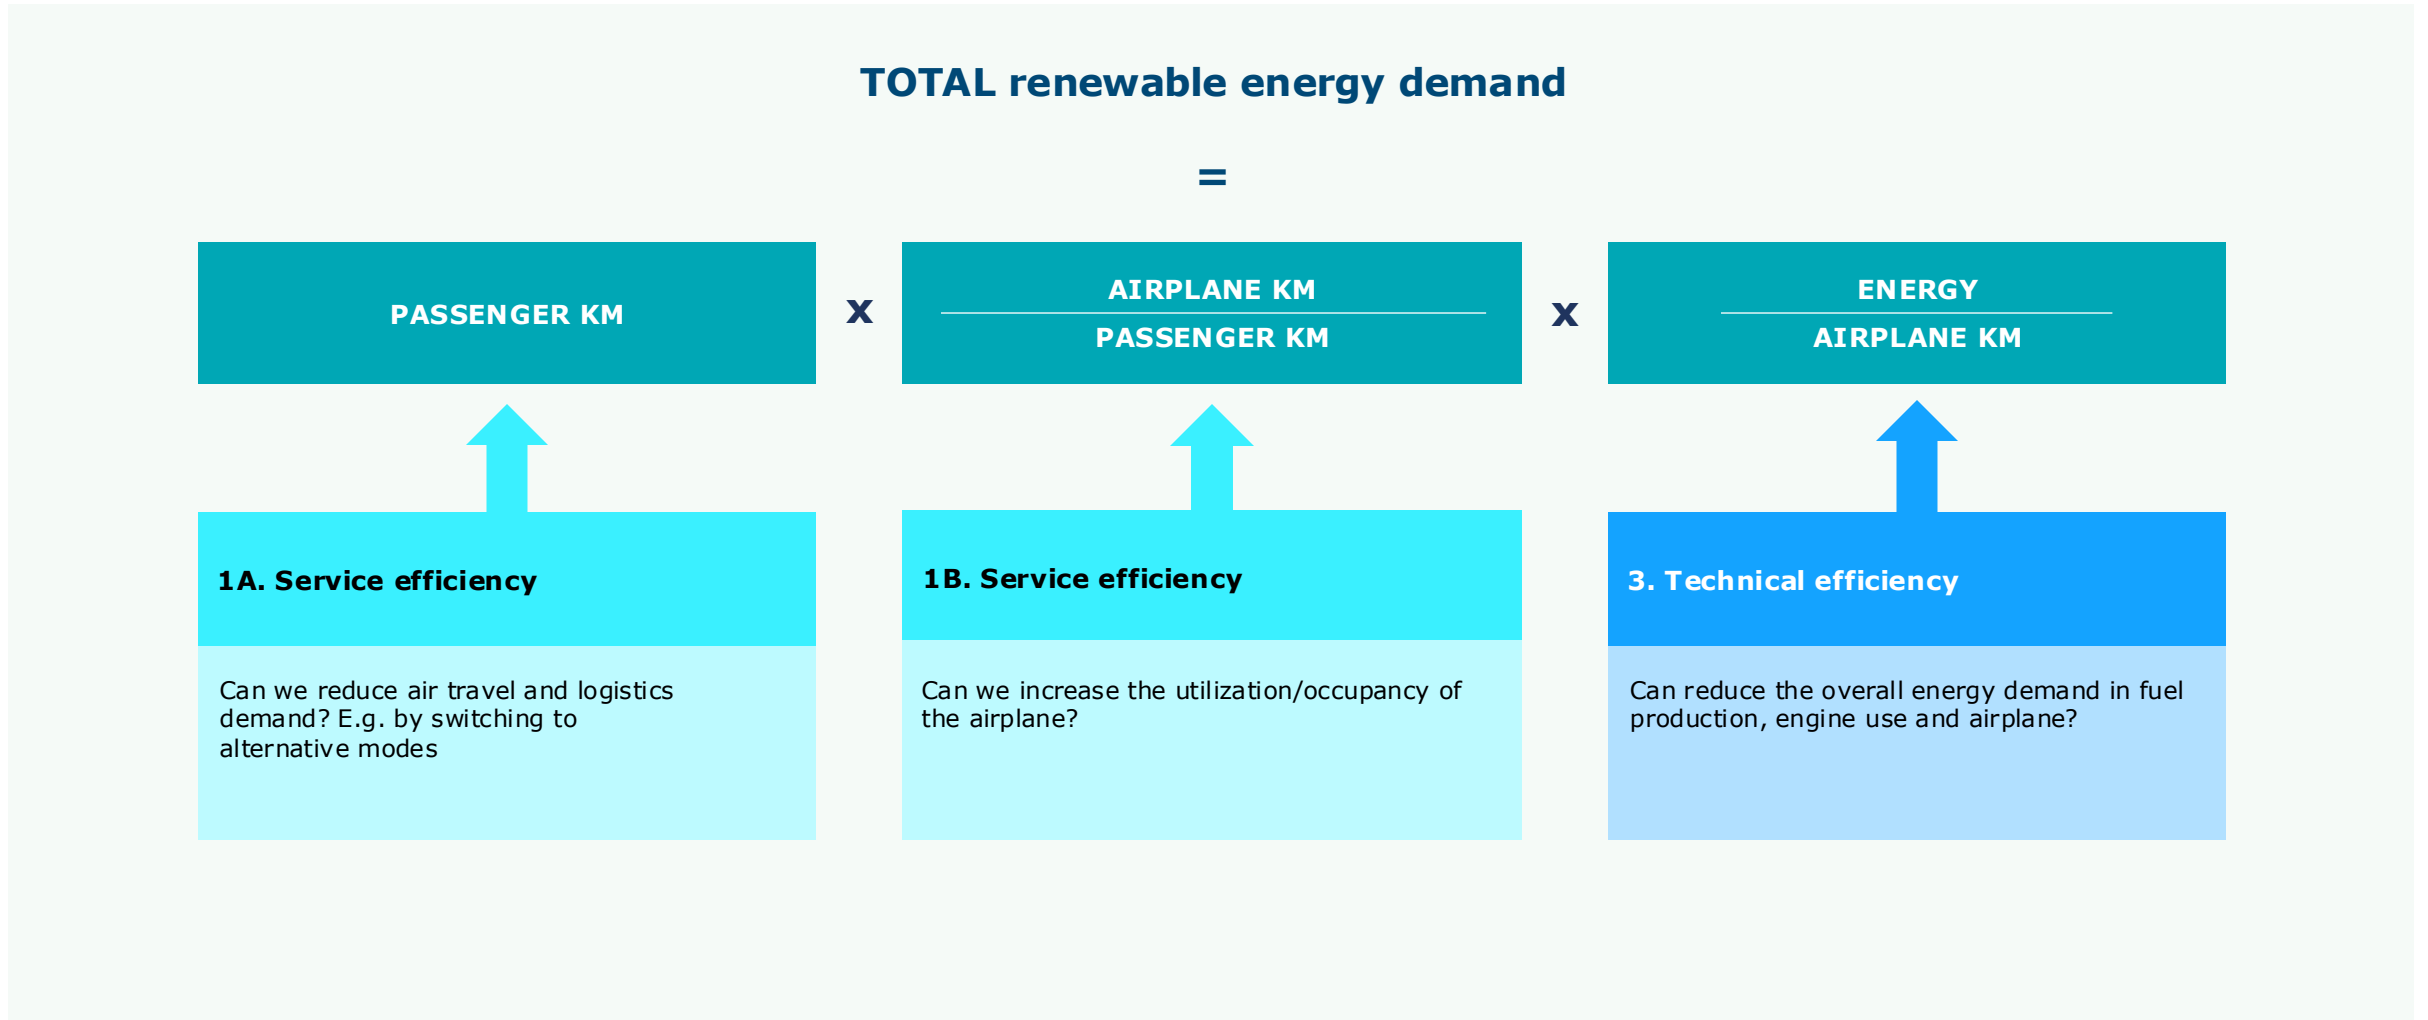 TOTAL renewable energy demand
=
PASSENGER KM
x
AIRPLANE KM
PASSENGER KM
x
ENERGY
AIRPLANE KM
1A. Service efficiency
Can we reduce air travel and logistics
demand? E.g. by switching to
alternative modes
1B. Service efficiency
Can we increase the utilization/occupancy of
the airplane?
3. Technical efficiency
Can reduce the overall energy demand in fuel
production, engine use and airplane?